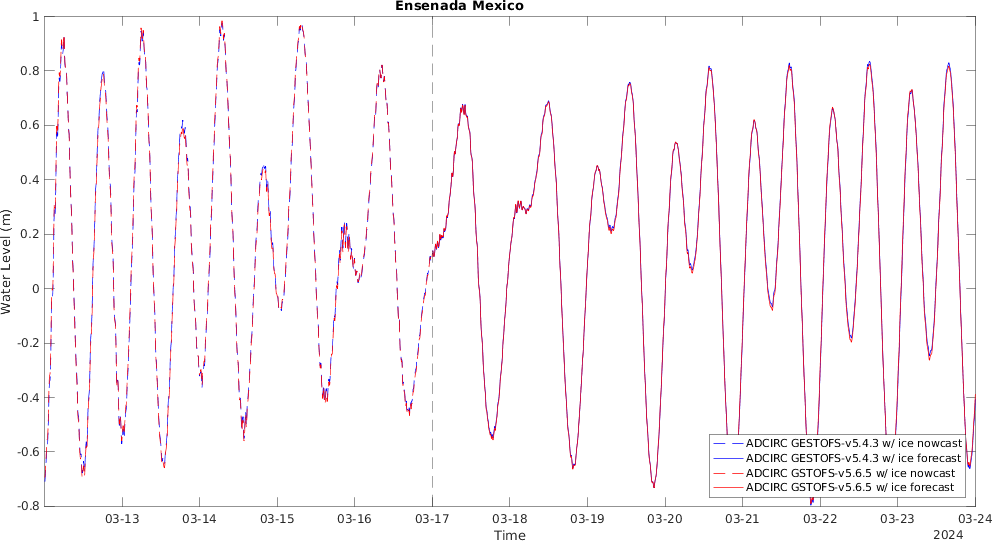 Ensenada Mexico
1
0.8
0.6
0.4
0.2
0
-0.2
-0.4
-0.6
-0.8
Water Level (m)
ADCIRC GESTOFS-v5.4.3 w/ ice nowcast
ADCIRC GESTOFS-v5.4.3 w/ ice forecast
ADCIRC GSTOFS-v5.6.5 w/ ice nowcast
ADCIRC GSTOFS-v5.6.5 w/ ice forecast
03-13 03-14 03-15 03-16 03-17 03-18 03-19 03-20 03-21 03-22 03-23 03-24
Time
2024